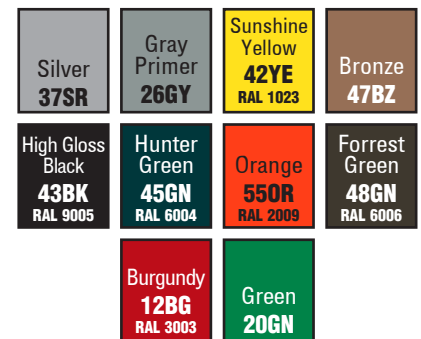 Silver
37SR
Gray
Primer
26GY
Sunshine
Yellow
42YE
RAL 1023
Bronze
47BZ
High Gloss
Black
43BK
RAL 9005
Hunter
Green
45GN
RAL 6004
Orange
55OR
RAL 2009
Forrest
Green
48GN
RAL 6006
Burgundy
12BG
RAL 3003
Green
20GN